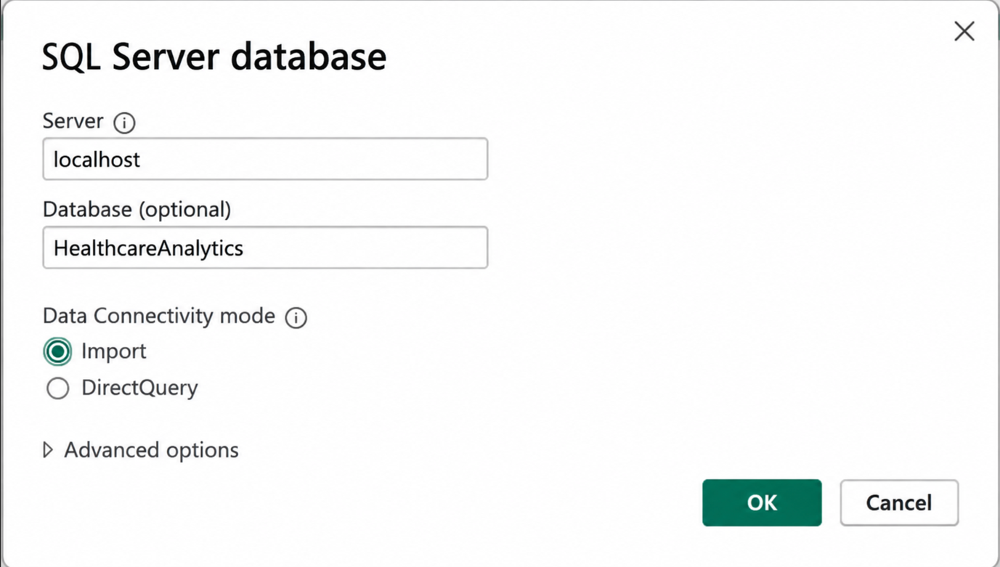 SQL Server database
Server
localhost
Database (optional)
HealthcareAnalytics
Data Connectivity mode
Import
DirectQuery
Advanced options
OK Cancel